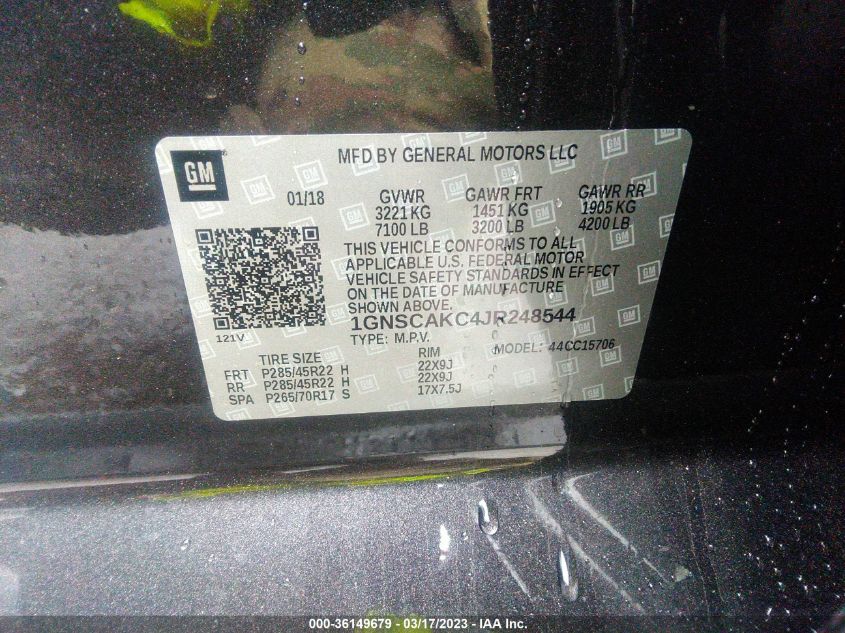 GM
MFD BY GENERAL MOTORS LLC
01/18 GVWR GAWR FRT GAWR RR
3221 KG 1451 KG 1905 KG
7100 LB 3200 LB 4200 LB
THIS VEHICLE CONFORMS TO ALL
APPLICABLE U.S. FEDERAL MOTOR
VEHICLE SAFETY STANDARDS IN EFFECT
ON THE DATE OF MANUFACTURE
SHOWN ABOVE.
1GNSCAKC4JR248544
121V
TYPE: M.P.V. MODEL: 44CC15706
TIRE SIZE RIM
FRT P285/45R22 H 22X9J
RR P285/45R22 H 22X9J
SPA P265/70R17 S 17X7.5J
000-36149679 - 03/17/2023 - IAA Inc.